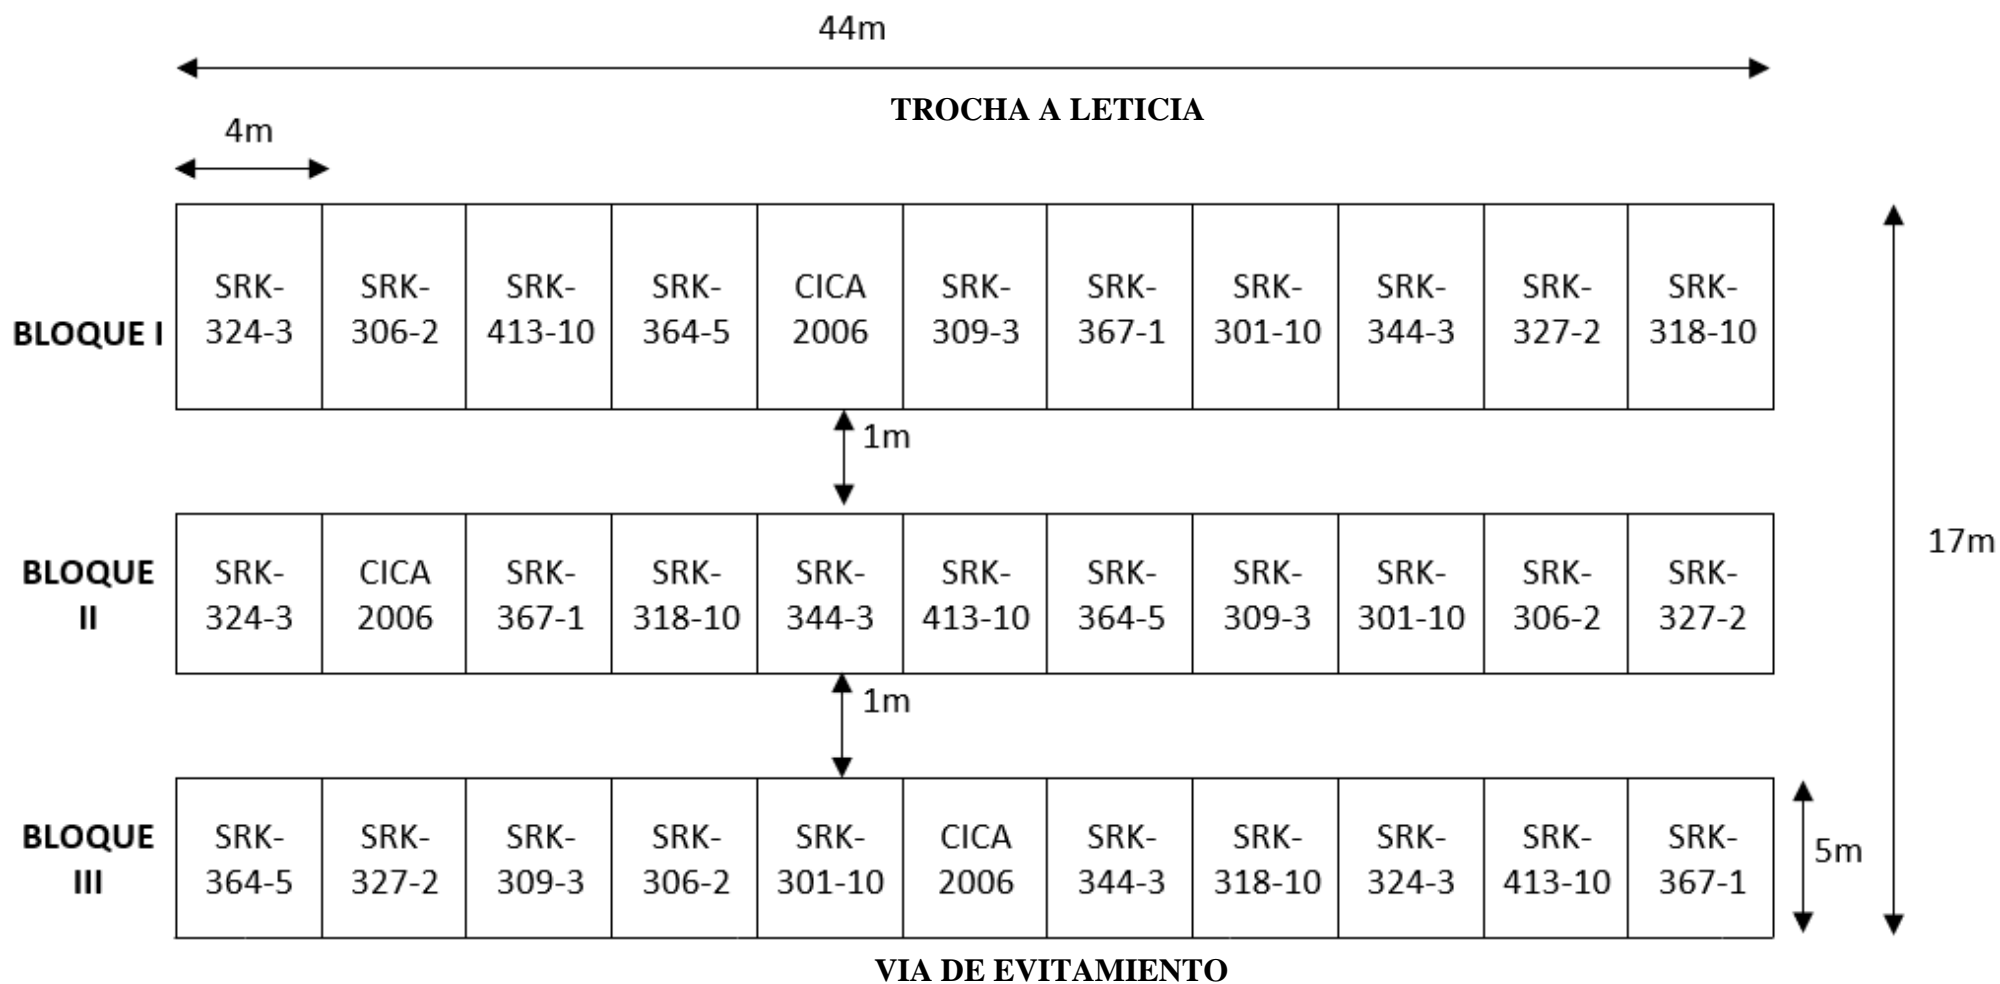 44m
TROCHA A LETICIA
4m
BLOQUE I
SRK-
324-3
SRK-
306-2
SRK-
413-10
SRK-
364-5
CICA
2006
SRK-
309-3
SRK-
367-1
SRK-
301-10
SRK-
344-3
SRK-
327-2
SRK-
318-10
1m
17m
BLOQUE
II
SRK-
324-3
CICA
2006
SRK-
367-1
SRK-
318-10
SRK-
344-3
SRK-
413-10
SRK-
364-5
SRK-
309-3
SRK-
301-10
SRK-
306-2
SRK-
327-2
1m
BLOQUE
III
SRK-
364-5
SRK-
327-2
SRK-
309-3
SRK-
306-2
SRK-
301-10
CICA
2006
SRK-
344-3
SRK-
318-10
SRK-
324-3
SRK-
413-10
SRK-
367-1
5m
VIA DE EVITAMIENTO